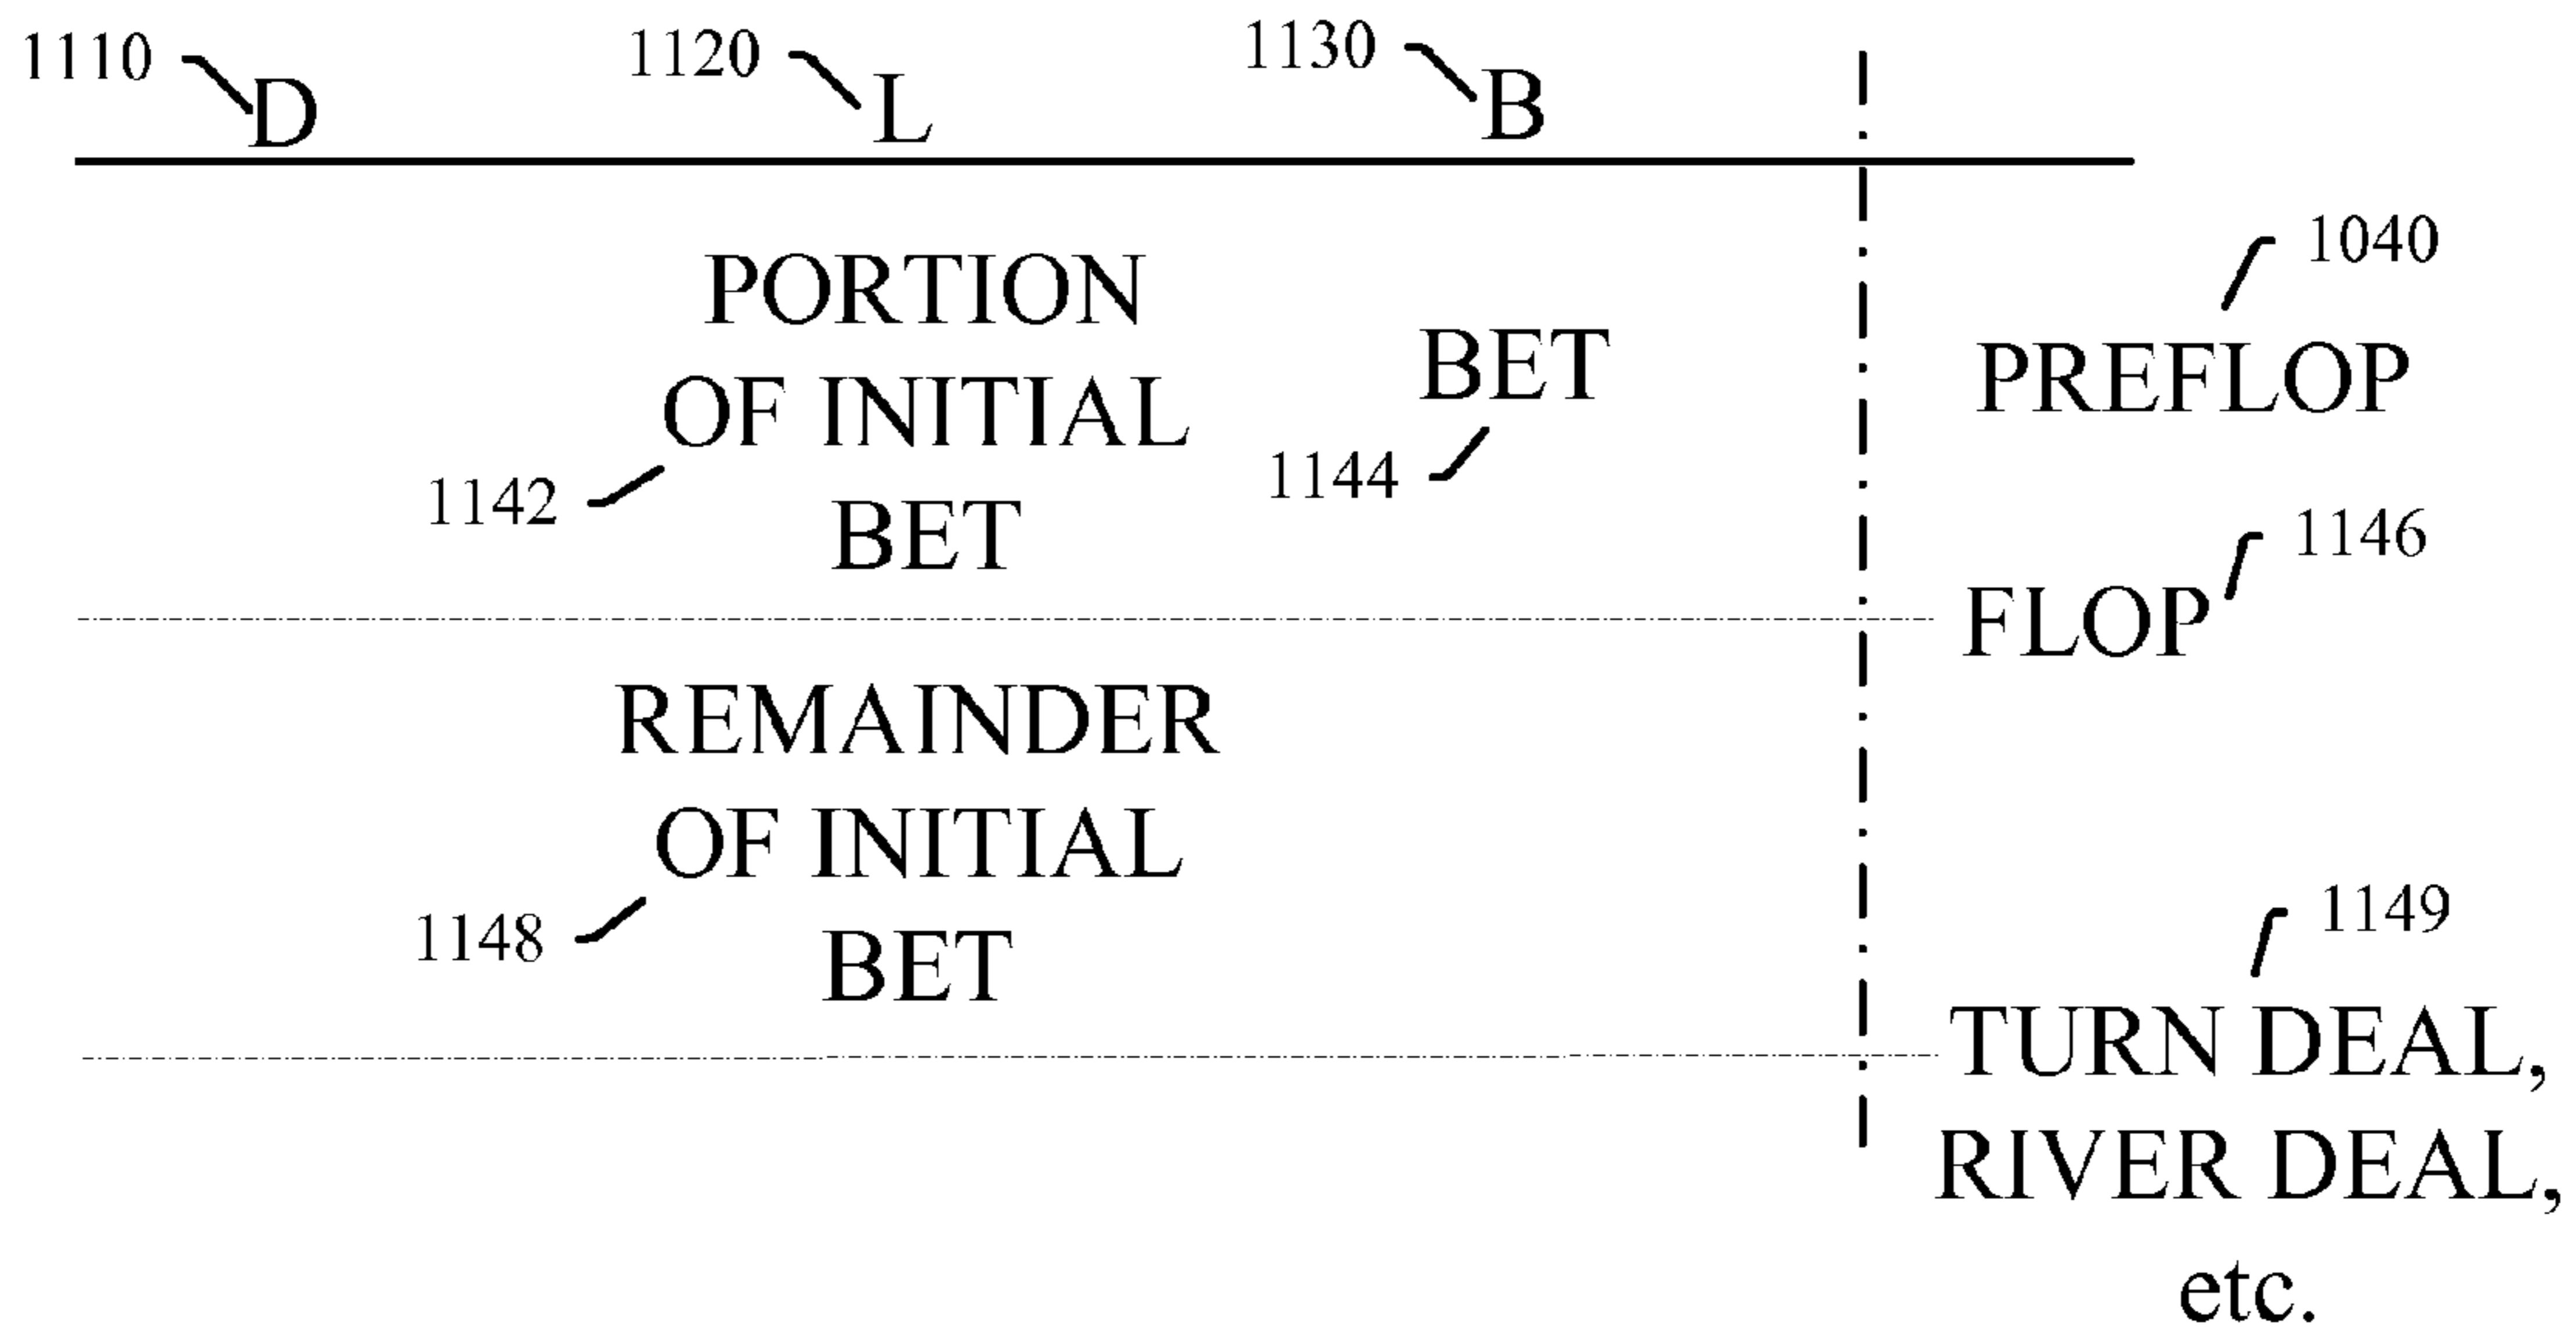 1110 D 1120 L 1130 B
1040
PORTION
BET
PREFLOP
OF INITIAL
1142
1144
BET
1146
FLOP
REMAINDER
OF INITIAL
1148
BET
1149
TURN DEAL,
RIVER DEAL,
etc.